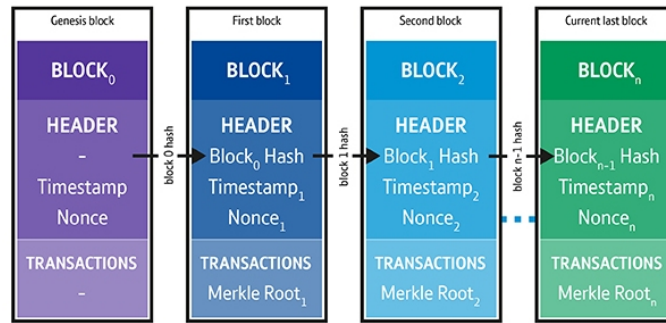 Genesis block
BLOCK₀
HEADER
-
Timestamp
Nonce
TRANSACTIONS
-
block 0 hash
First block
BLOCK₁
HEADER
Block₀ Hash
Timestamp₁
Nonce₁
TRANSACTIONS
Merkle Root₁
block 1 hash
Second block
BLOCK₂
HEADER
Block₁ Hash
Timestamp₂
Nonce₂
TRANSACTIONS
Merkle Root₂
block n-1 hash
Current last block
BLOCKₙ
HEADER
Blockₙ₋₁ Hash
Timestampₙ
Nonceₙ
TRANSACTIONS
Merkle Rootₙ